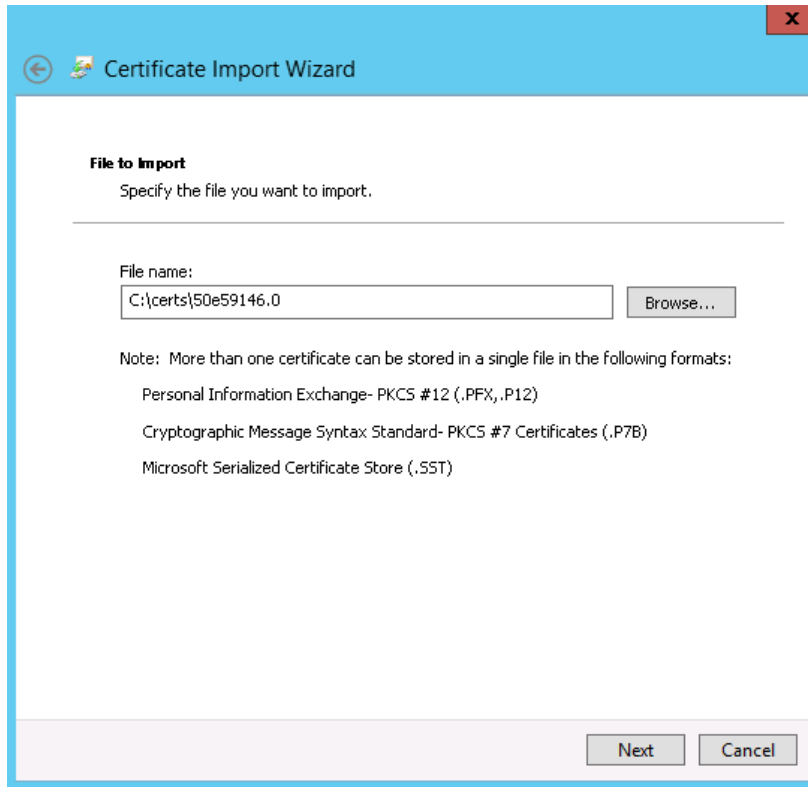 x
Certificate Import Wizard
File to Import
Specify the file you want to import.
File name:
C:\certs\50e59146.0
Browse...
Note:  More than one certificate can be stored in a single file in the following formats:
Personal Information Exchange- PKCS #12 (.PFX,.P12)
Cryptographic Message Syntax Standard- PKCS #7 Certificates (.P7B)
Microsoft Serialized Certificate Store (.SST)
Next
Cancel